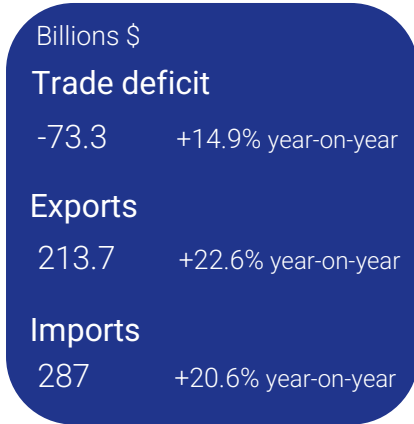 Billions $
Trade deficit
-73.3 +14.9% year-on-year
Exports
213.7 +22.6% year-on-year
Imports
287 +20.6% year-on-year